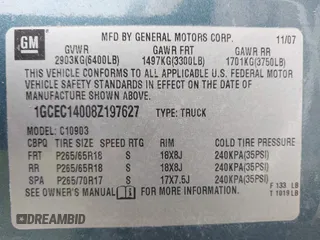 GM
MFD BY GENERAL MOTORS CORP. 11/07
GVWR GAWR FRT GAWR RR
2903KG(6400LB) 1497KG(3300LB) 1701KG(3750LB)
THIS VEHICLE CONFORMS TO ALL APPLICABLE U.S. FEDERAL MOTOR
VEHICLE SAFETY STANDARDS IN EFFECT ON THE DATE OF
MANUFACTURE SHOWN ABOVE.
1GCEC14008Z197627 TYPE: TRUCK
MODEL: C10903
CBPQ TIRE SIZE SPEED RTG RIM COLD TIRE PRESSURE
FRT P265/65R18 S 18X8J 240KPA(35PSI)
RR P265/65R18 S 18X8J 240KPA(35PSI)
SPA P265/70R17 S 17X7.5J 240KPA(35PSI)
SEE OWNER'S MANUAL FOR ADDITIONAL INFORMATION.
F 133 LB
T 1019 LB
DREAMBID